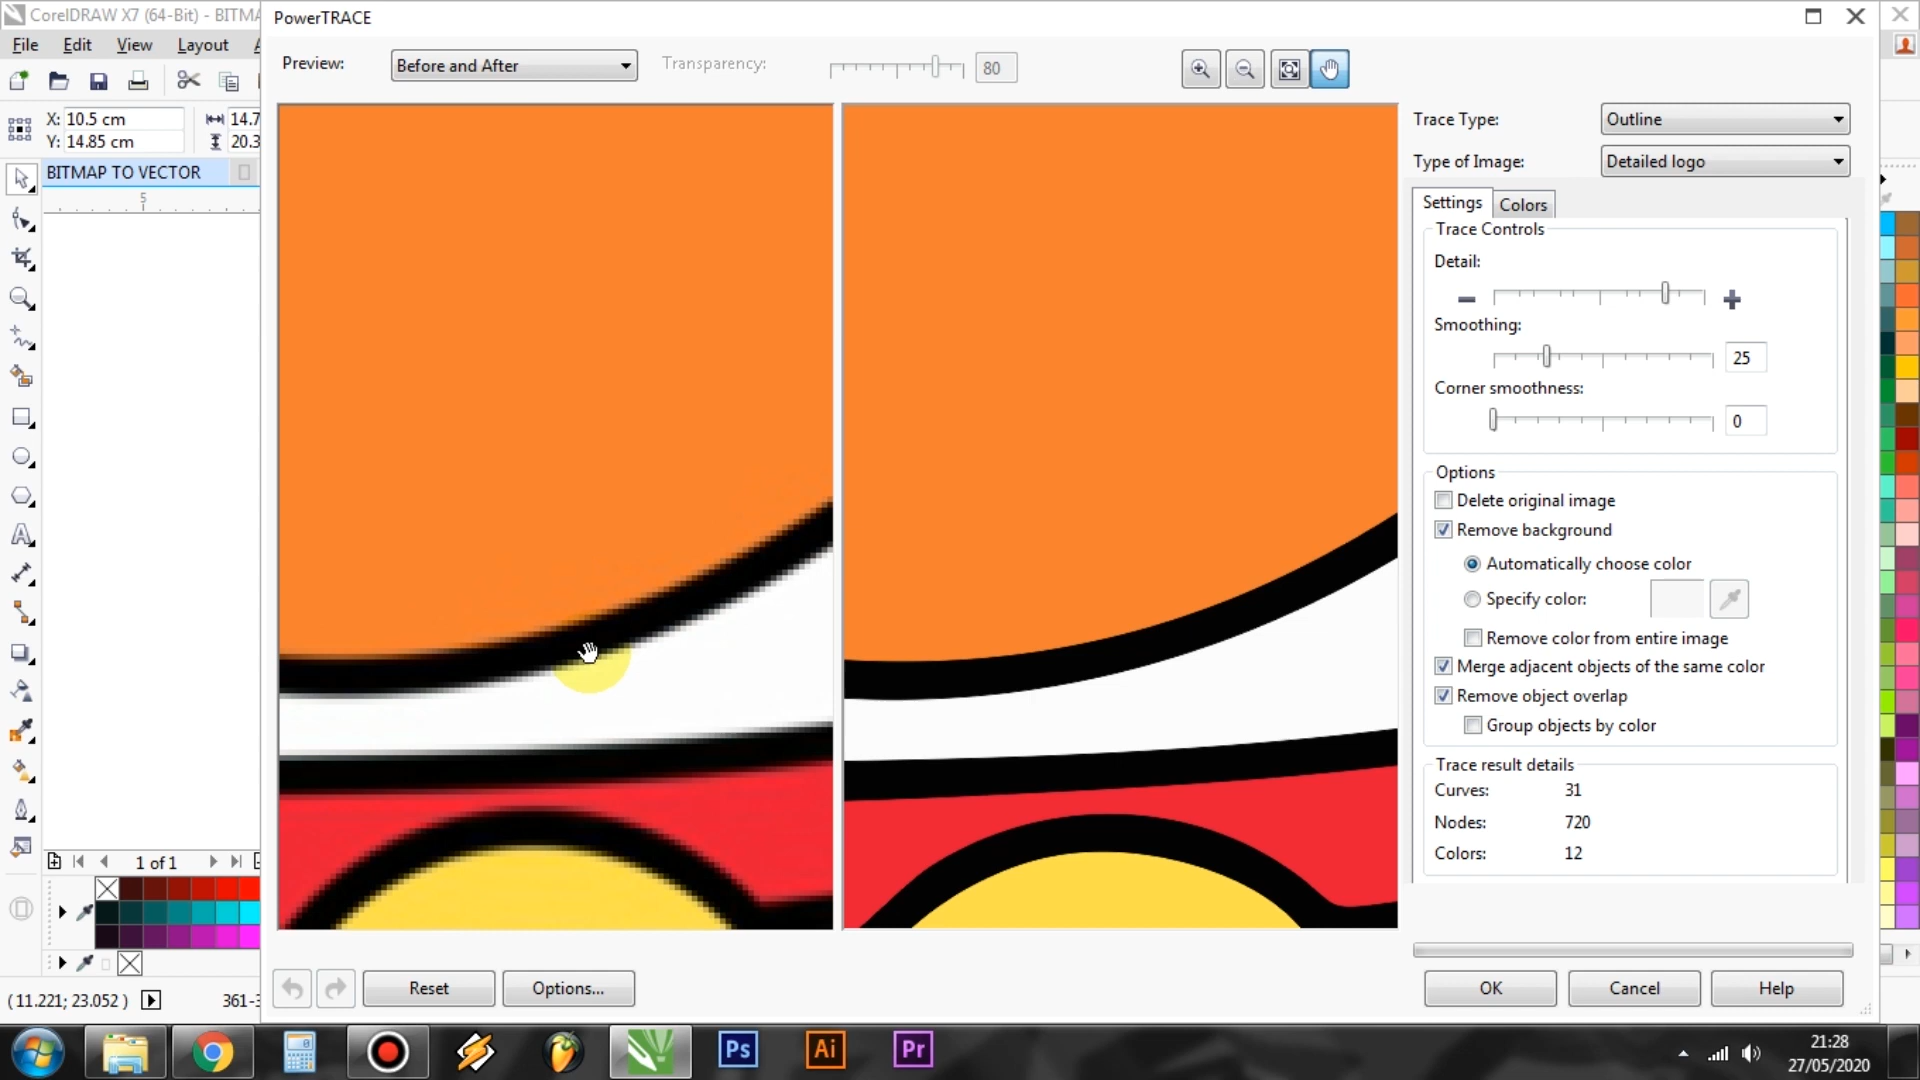 CorelDRAW X7 (64-Bit) - BITMA
PowerTRACE
File Edit View Layout
Preview: Before and After Transparency: 80
X: 10.5 cm 14.7
Y: 14.85 cm 20.3
BITMAP TO VECTOR
5
Trace Type: Outline
Type of Image: Detailed logo
Settings Colors
Trace Controls
Detail:
Smoothing:
25
Corner smoothness:
0
Options
Delete original image
Remove background
Automatically choose color
Specify color:
Remove color from entire image
Merge adjacent objects of the same color
Remove object overlap
Group objects by color
Trace result details
Curves: 31
Nodes: 720
Colors: 12
1 of 1
Reset Options... OK Cancel Help
(11.221; 23.052 ) 361-3
Ps Ai Pr
21:28
27/05/2020